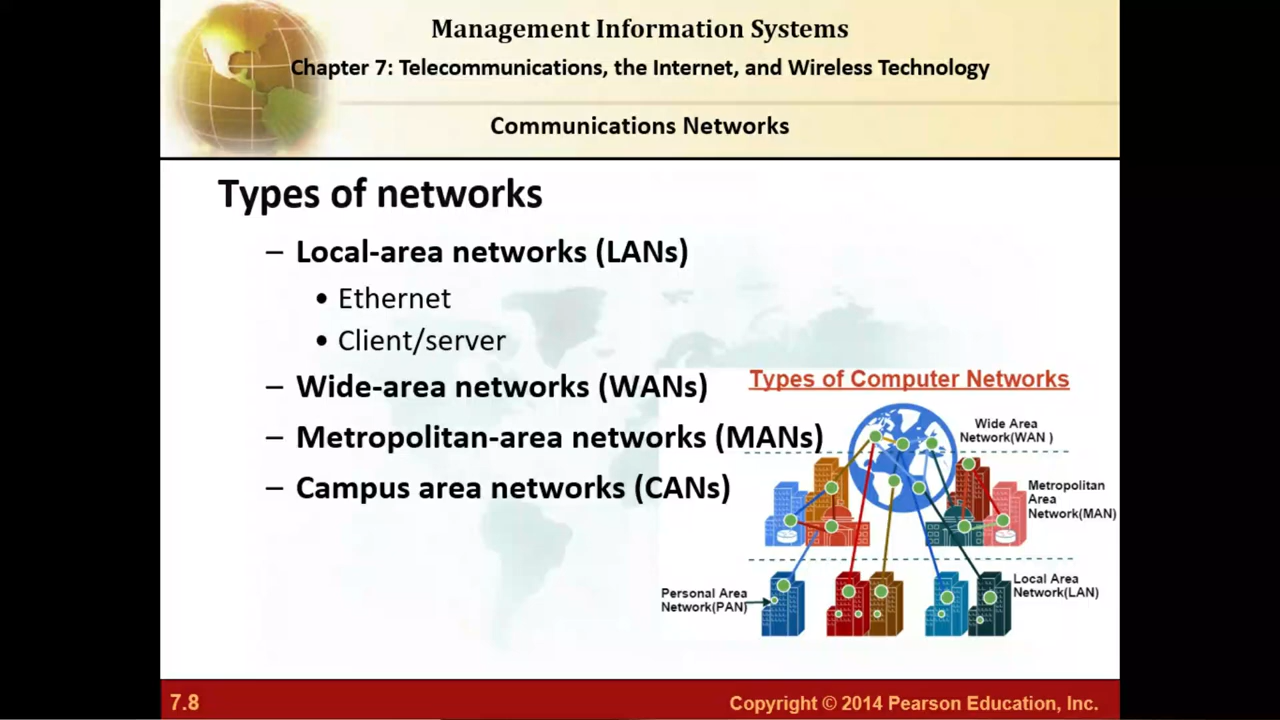 Management Information Systems
Chapter 7: Telecommunications, the Internet, and Wireless Technology
Communications Networks
Types of networks
– Local-area networks (LANs)
• Ethernet
• Client/server
– Wide-area networks (WANs)
– Metropolitan-area networks (MANs)
– Campus area networks (CANs)
Types of Computer Networks
Wide Area
Network(WAN )
Metropolitan
Area
Network(MAN)
Personal Area
Network(PAN)
Local Area
Network(LAN)
7.8
Copyright © 2014 Pearson Education, Inc.